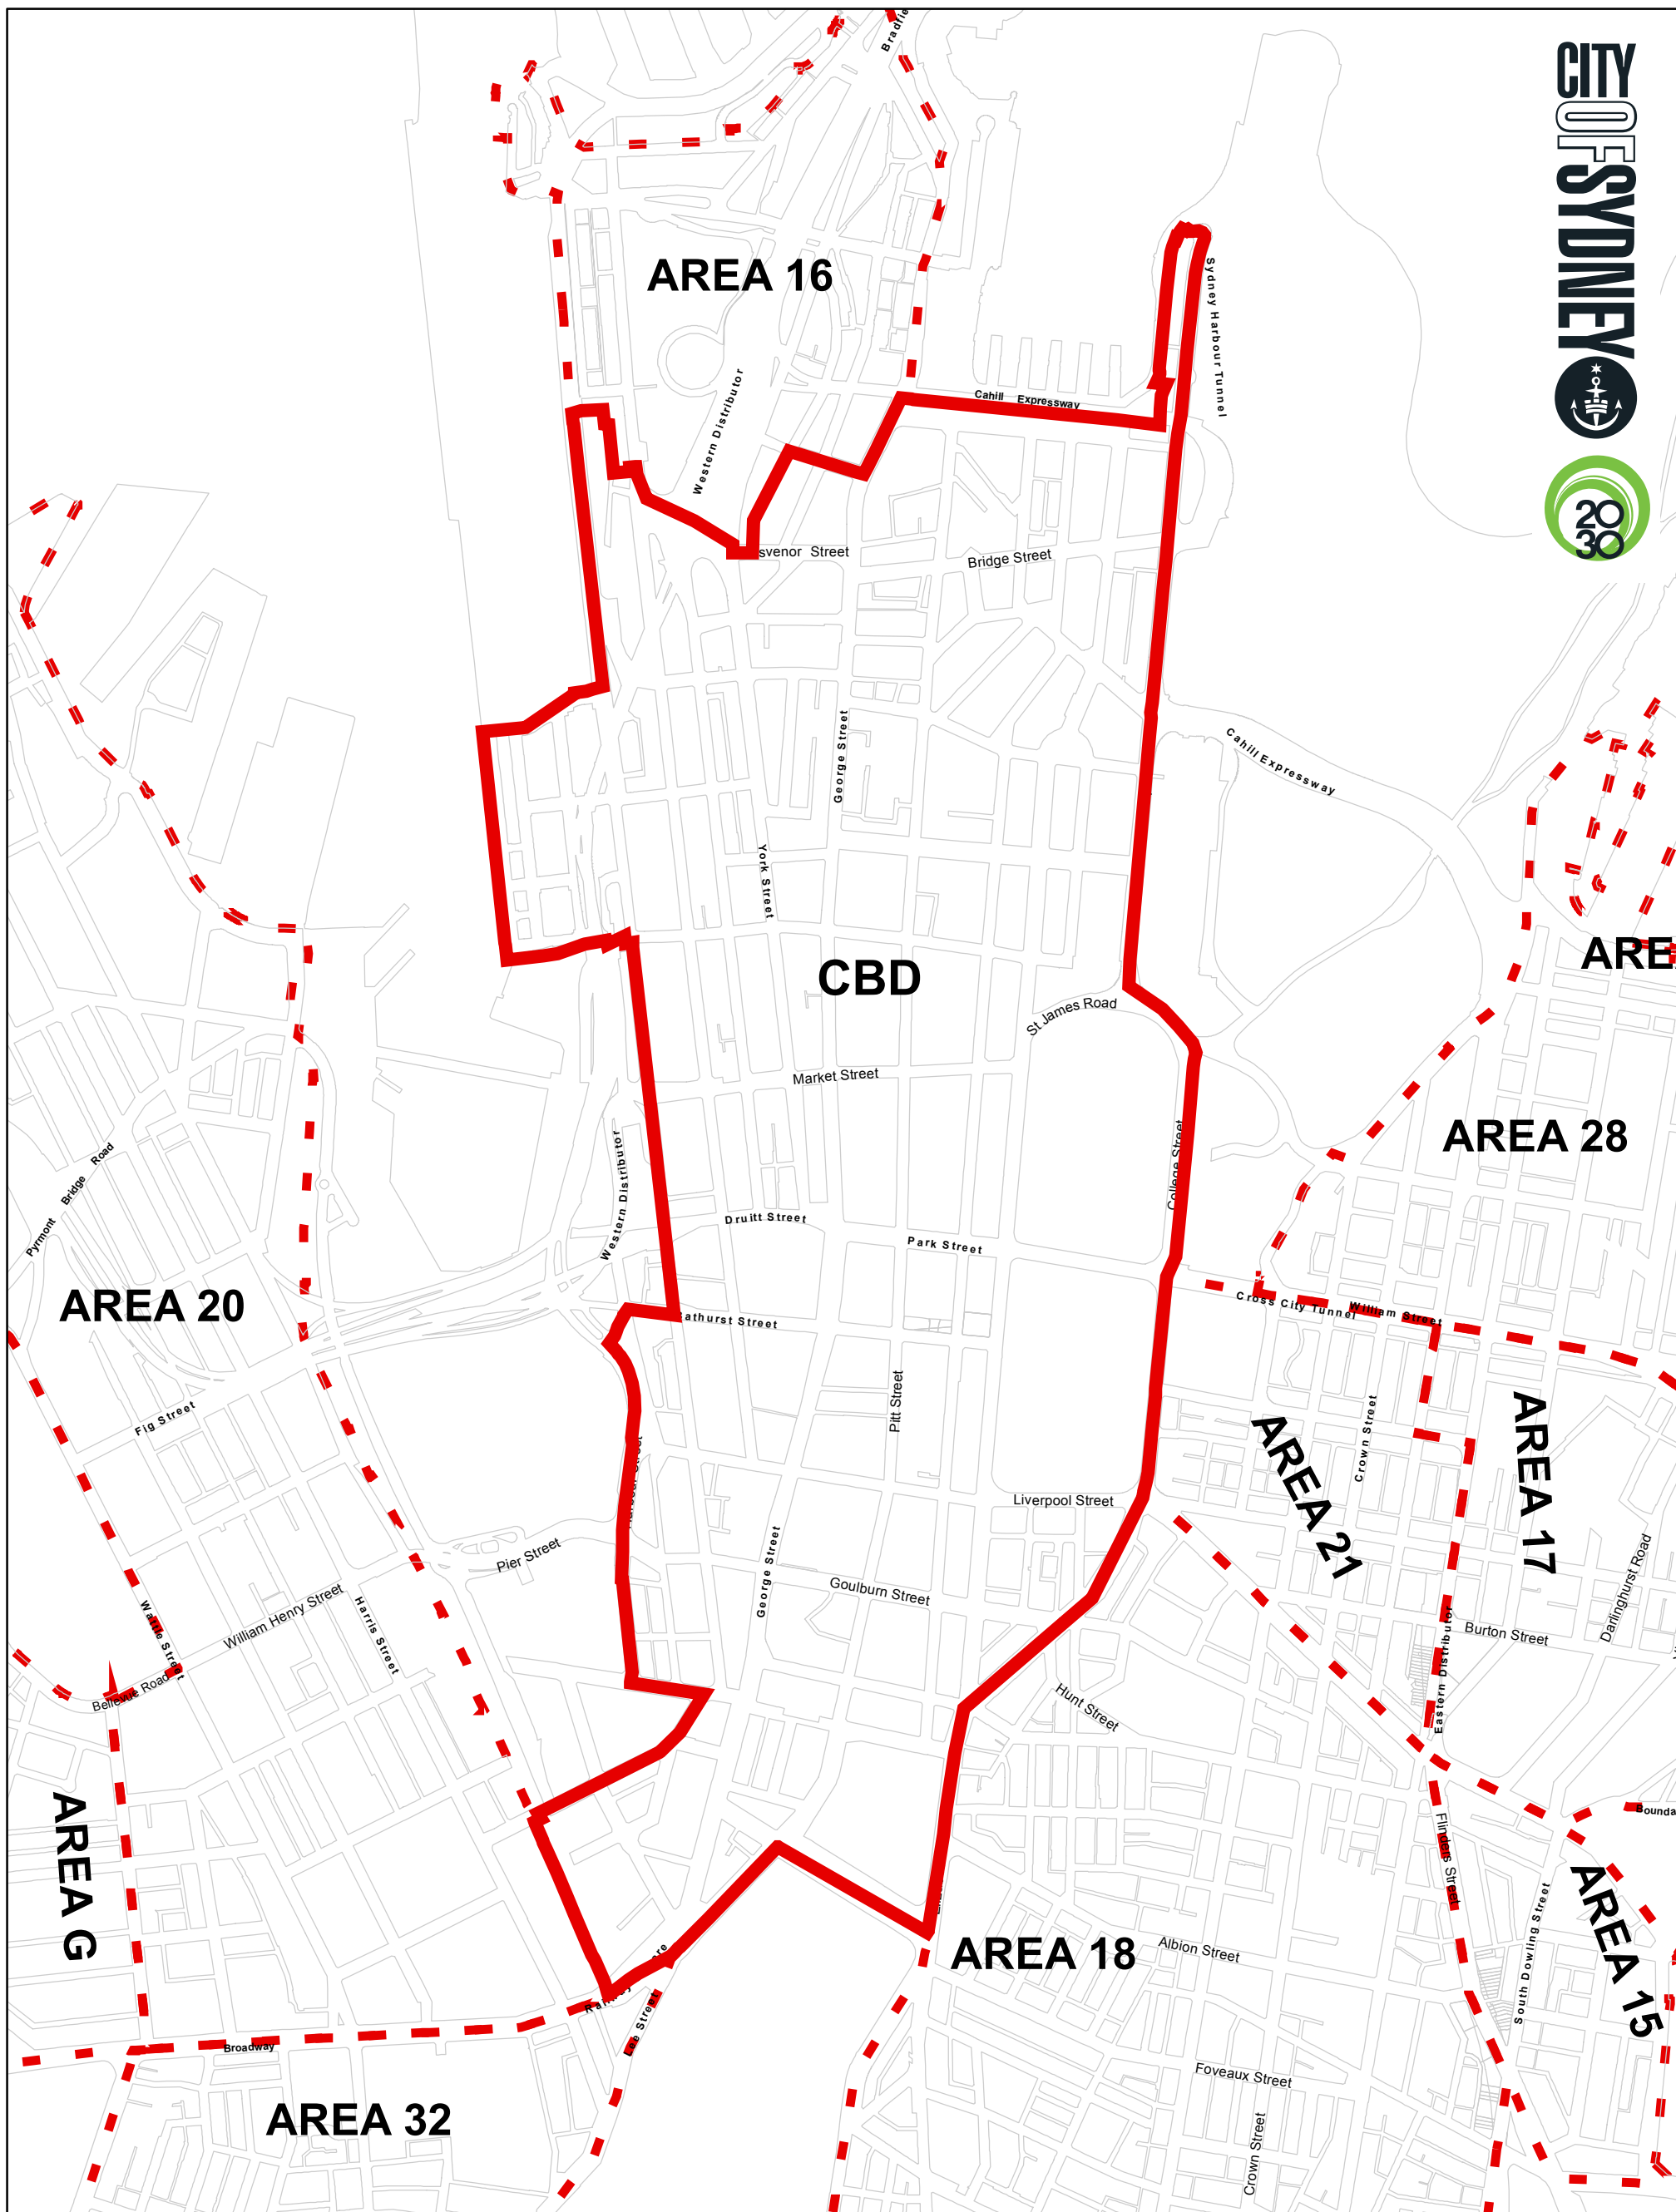 Bradfie
CITY OF SYDNEY
2030
AREA 16
Sydney Harbour Tunnel
Western Distributor
Cahill Expressway
svenor Street
Bridge Street
George Street
Cahill Expressway
York Street
ARE
CBD
St James Road
Market Street
College Street
AREA 28
Pyrmont Bridge Road
Western Distributor
Druitt Street
Park Street
AREA 20
Cross City Tunnel
William Street
athurst Street
Pitt Street
Crown Street
AREA 17
Fig Street
AREA 21
Harbour Street
Liverpool Street
Pier Street
George Street
Goulburn Street
Darlinghurst Road
William Henry Street
Wattle Street
Harris Street
Burton Street
Eastern Distributor
Bellevue Road
Hunt Street
AREA G
Bounda
Flinders Street
South Dowling Street
AREA 15
AREA 18
Albion Street
Lee Street
Broadway
Foveaux Street
AREA 32
Crown Street